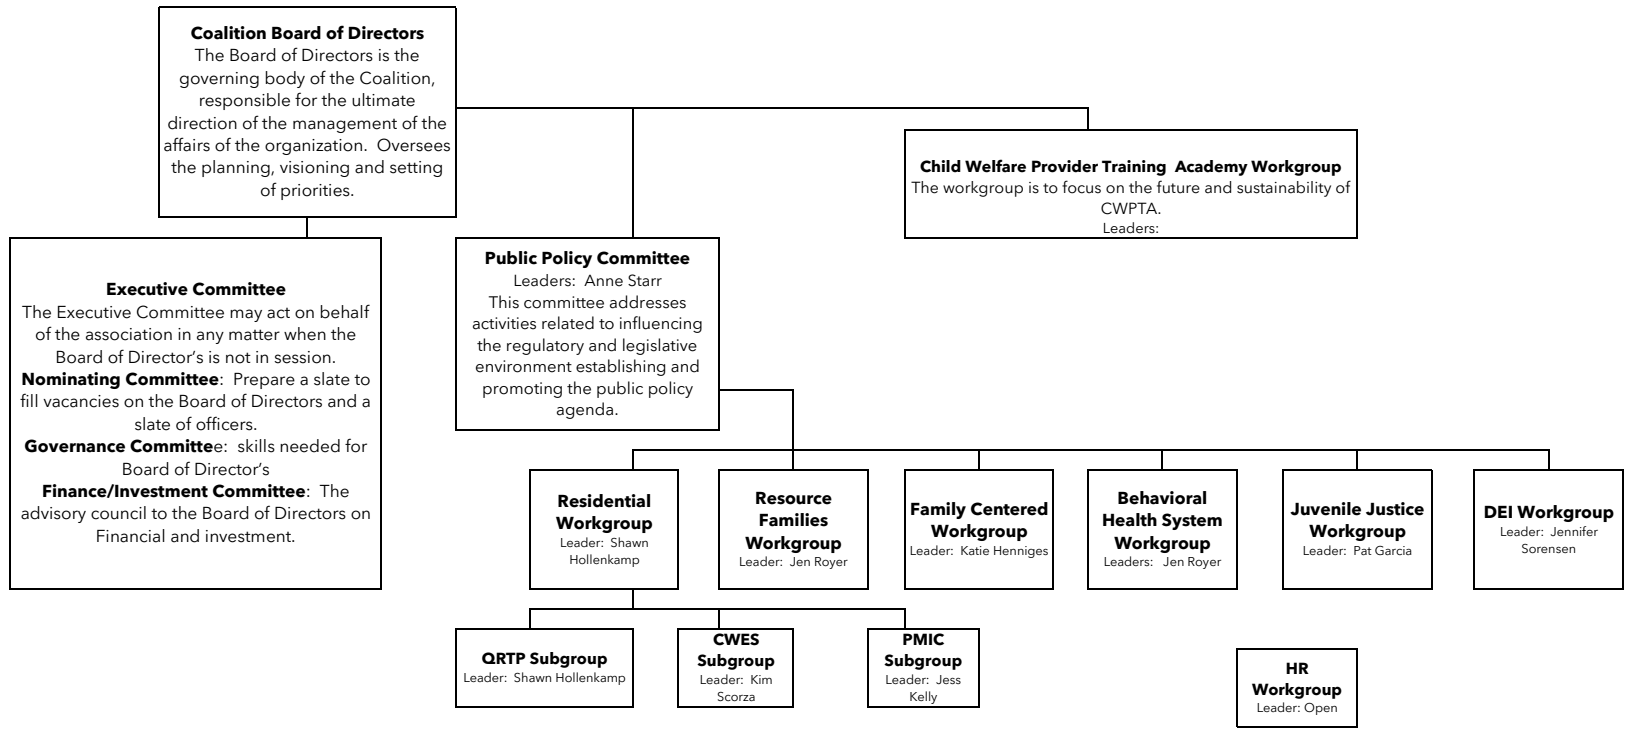 Coalition Board of Directors
The Board of Directors is the
governing body of the Coalition,
responsible for the ultimate
direction of the management of the
affairs of the organization.  Oversees
the planning, visioning and setting
of priorities.
Child Welfare Provider Training  Academy Workgroup
The workgroup is to focus on the future and sustainability of
CWPTA.
Leaders:
Executive Committee
The Executive Committee may act on behalf
of the association in any matter when the
Board of Director’s is not in session.
Nominating Committee:  Prepare a slate to
fill vacancies on the Board of Directors and a
slate of officers.
Governance Committee:  skills needed for
Board of Director’s
Finance/Investment Committee:  The
advisory council to the Board of Directors on
Financial and investment.
Public Policy Committee
Leaders:  Anne Starr
This committee addresses
activities related to influencing
the regulatory and legislative
environment establishing and
promoting the public policy
agenda.
Residential
Workgroup
Leader:  Shawn
Hollenkamp
Resource
Families
Workgroup
Leader:  Jen Royer
Family Centered
Workgroup
Leader:  Katie Henniges
Behavioral
Health System
Workgroup
Leaders:   Jen Royer
Juvenile Justice
Workgroup
Leader:  Pat Garcia
DEI Workgroup
Leader:  Jennifer
Sorensen
QRTP Subgroup
Leader:  Shawn Hollenkamp
CWES
Subgroup
Leader:  Kim
Scorza
PMIC
Subgroup
Leader:  Jess
Kelly
HR
Workgroup
Leader: Open